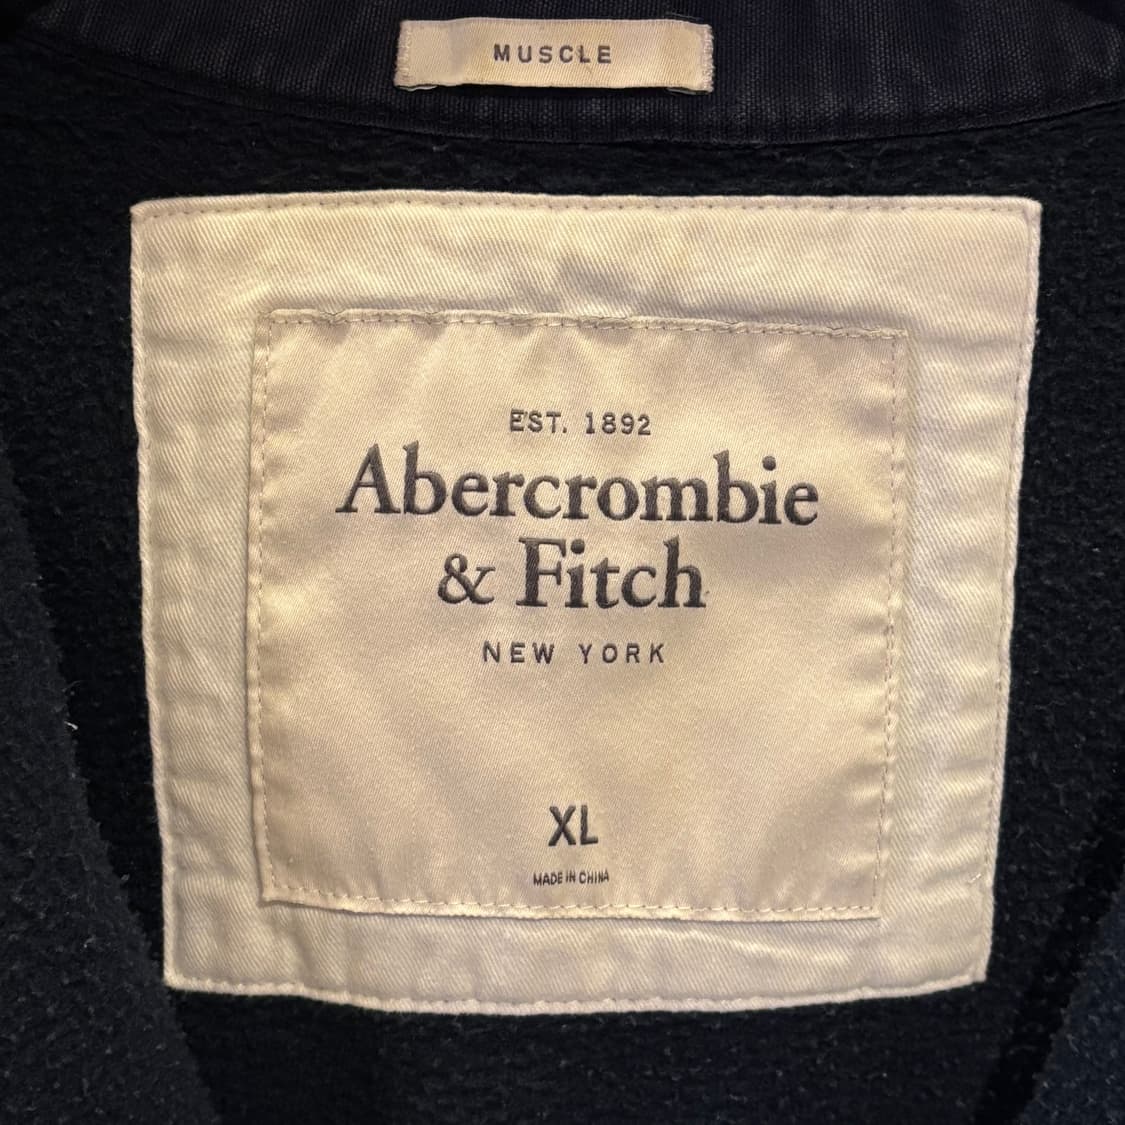 MUSCLE
EST. 1892
Abercrombie
& Fitch
NEW YORK
XL
MADE IN CHINA